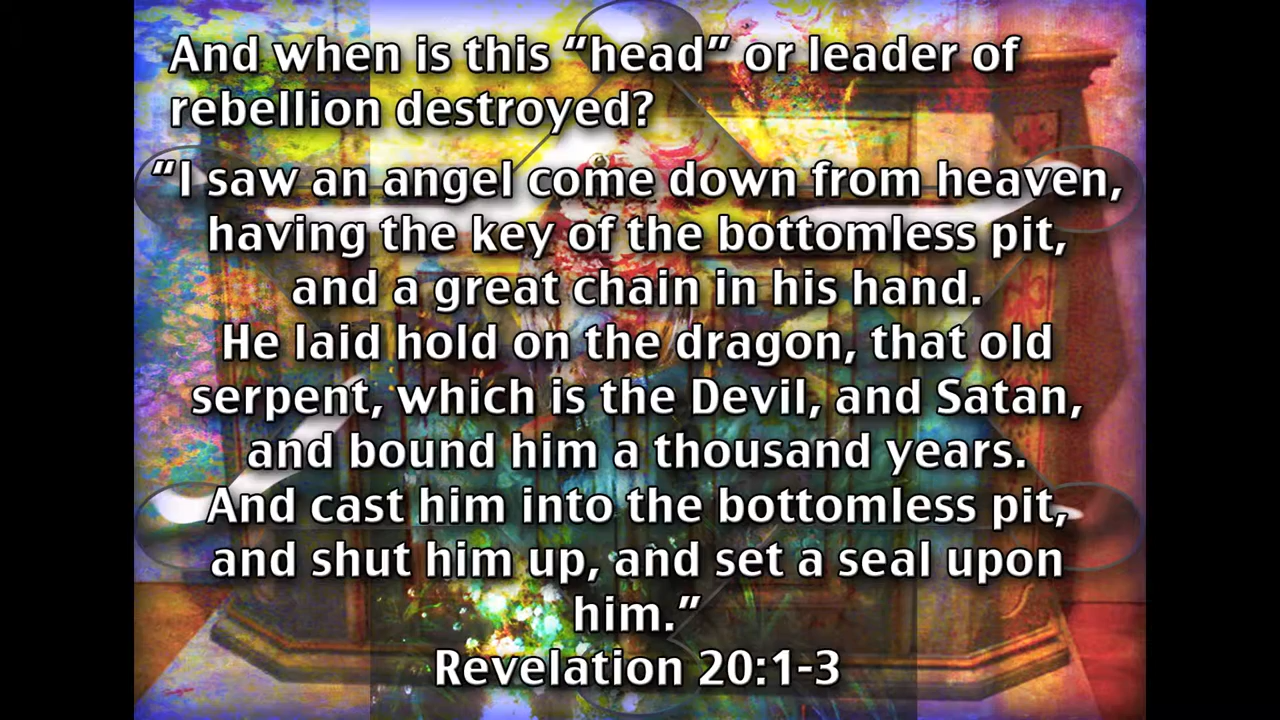 And when is this “head” or leader of
rebellion destroyed?
“I saw an angel come down from heaven,
having the key of the bottomless pit,
and a great chain in his hand.
He laid hold on the dragon, that old
serpent, which is the Devil, and Satan,
and bound him a thousand years.
And cast him into the bottomless pit,
and shut him up, and set a seal upon
him.”
Revelation 20:1-3